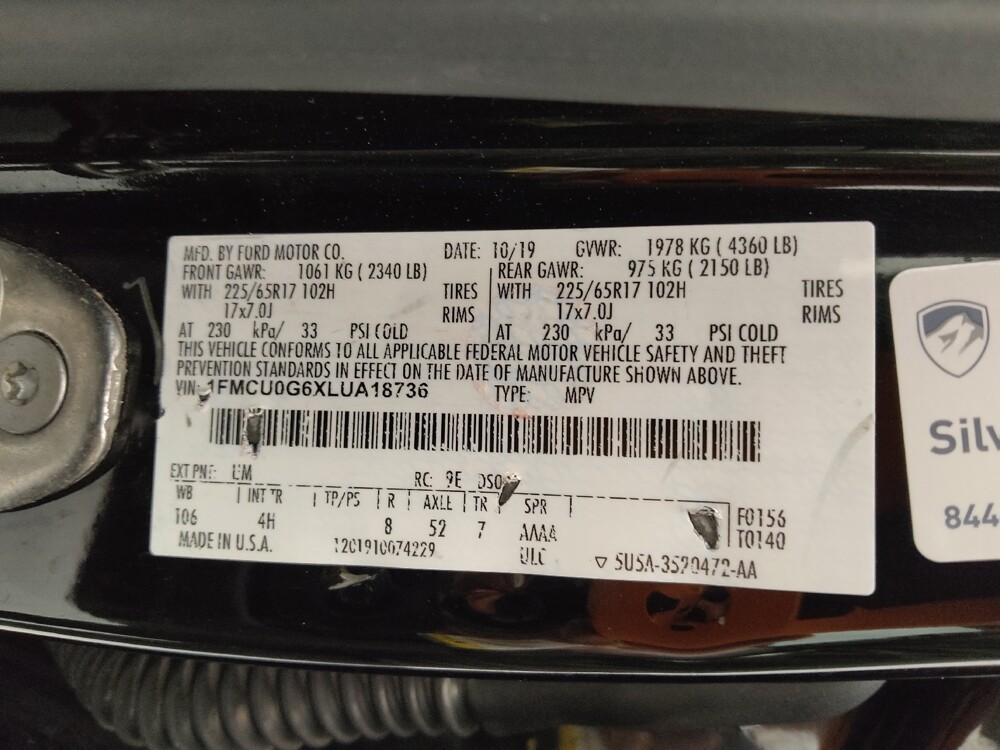 MFD. BY FORD MOTOR CO. DATE: 10/19 GVWR: 1978 KG ( 4360 LB)
FRONT GAWR: 1061 KG ( 2340 LB) REAR GAWR: 975 KG ( 2150 LB)
WITH 225/65R17 102H TIRES WITH 225/65R17 102H TIRES
17x7.0J RIMS 17x7.0J RIMS
AT 230 kPa/ 33 PSI COLD AT 230 kPa/ 33 PSI COLD
THIS VEHICLE CONFORMS TO ALL APPLICABLE FEDERAL MOTOR VEHICLE SAFETY AND THEFT
PREVENTION STANDARDS IN EFFECT ON THE DATE OF MANUFACTURE SHOWN ABOVE.
VIN: 1FMCU0G6XLUA18736 TYPE: MPV
EXT PNT: UM RC: 9E DSO:
WB INT TR TP/PS R AXLE TR SPR
T06 4H 8 52 7 AAAA F0156
T0140
MADE IN U.S.A. 1201910074229 ULC ▽ 5U5A-3520472-AA
Silv
844